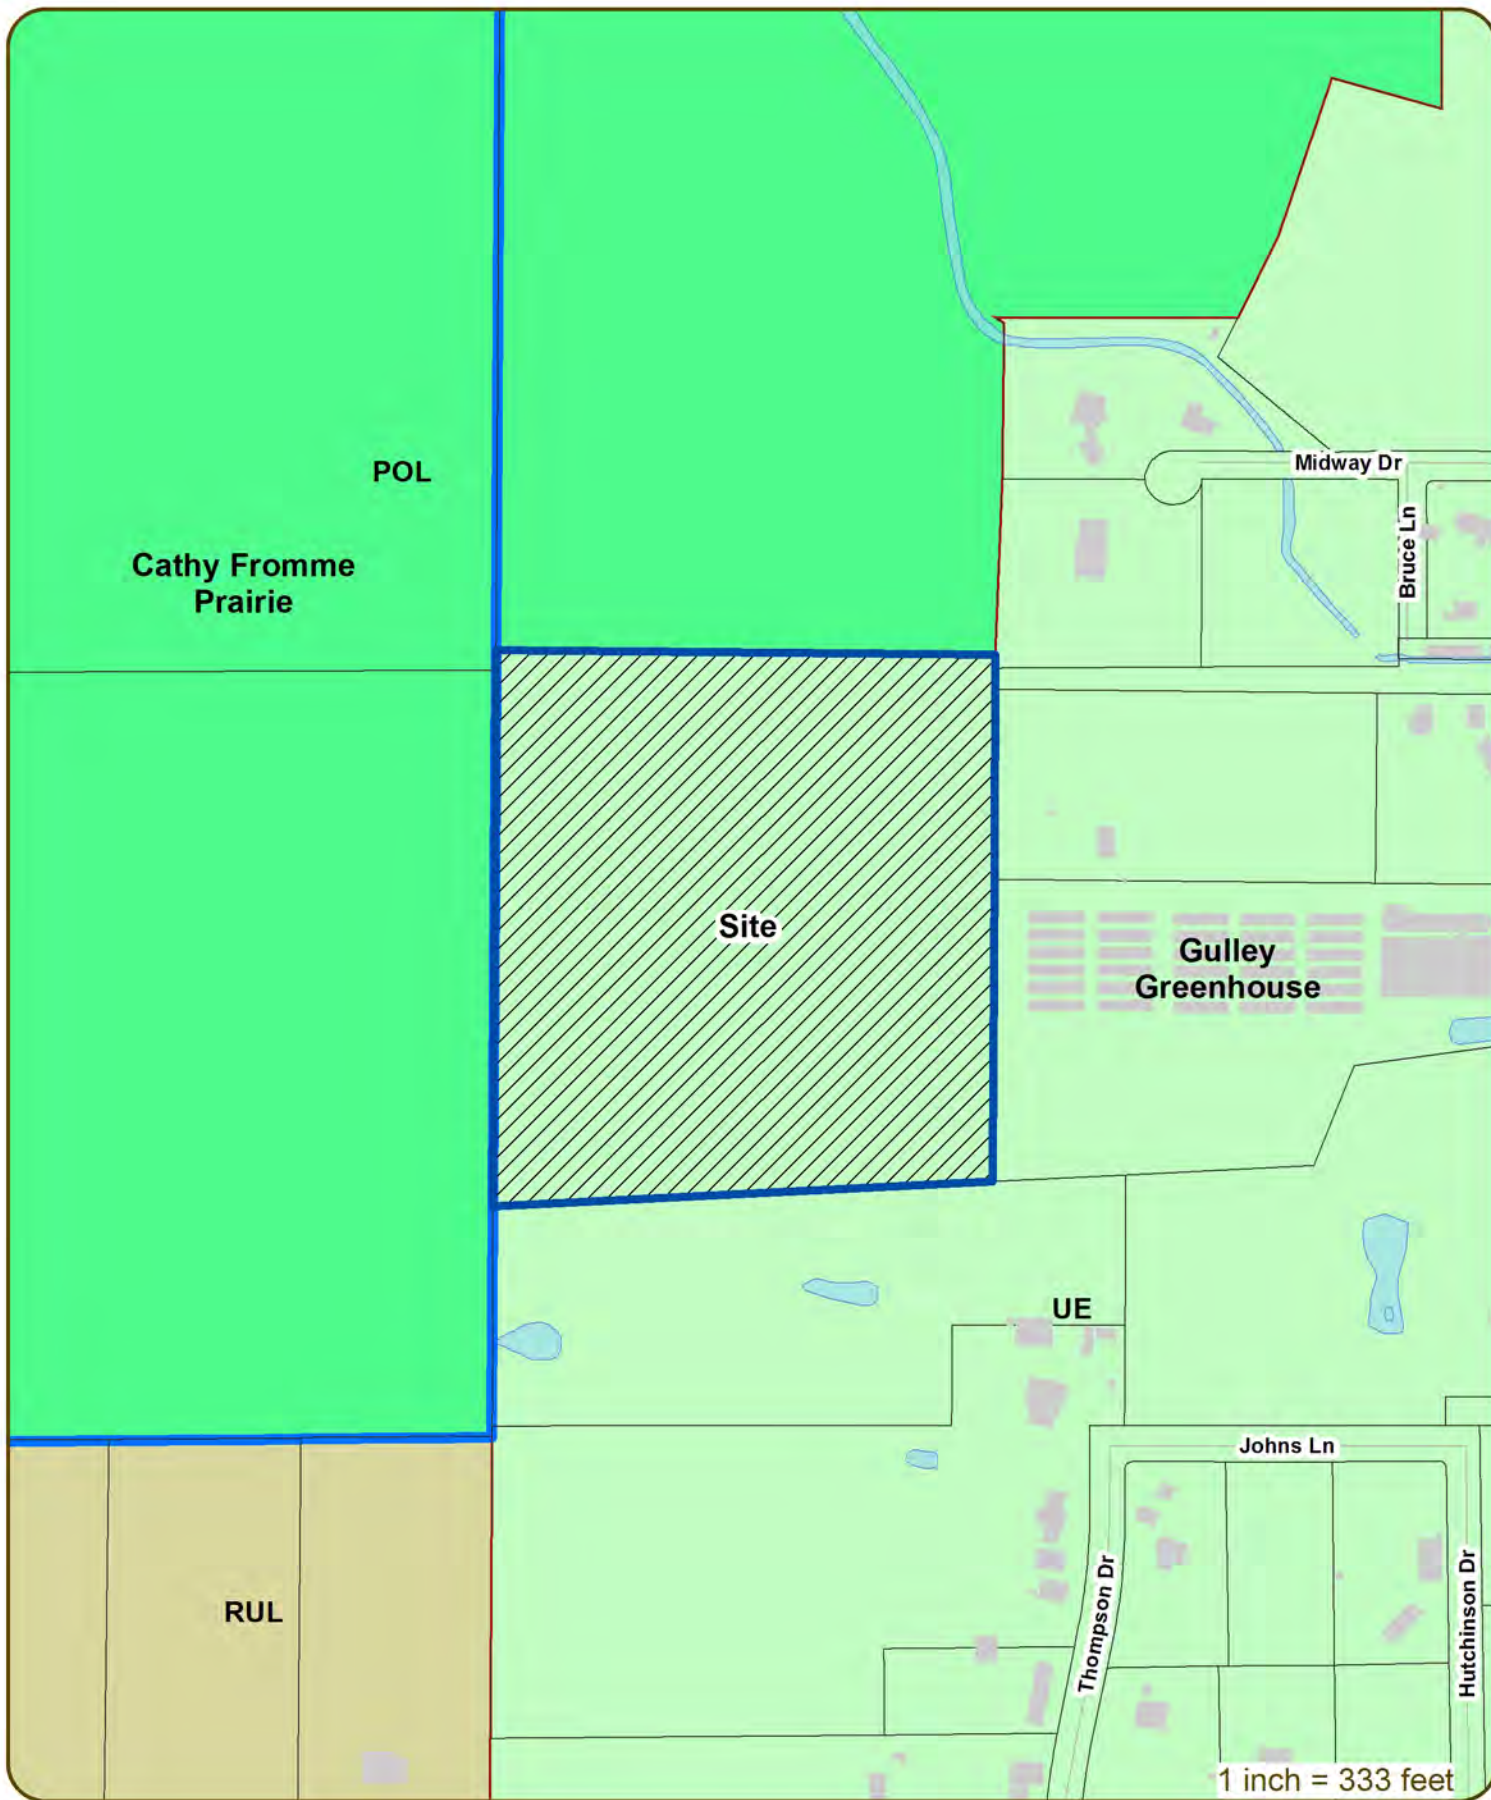 Midway Dr
POL
Bruce Ln
Cathy Fromme
Prairie
Site
Gulley
Greenhouse
UE
Johns Ln
RUL
Thompson Dr
Hutchinson Dr
1 inch = 333 feet